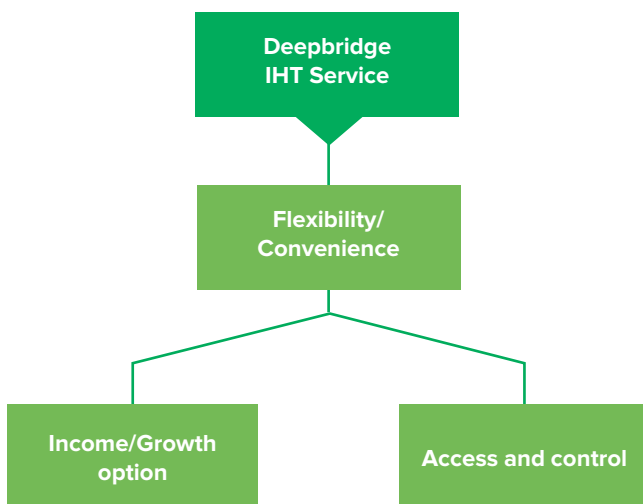 Deepbridge
IHT Service
Flexibility/
Convenience
Income/Growth
option
Access and control